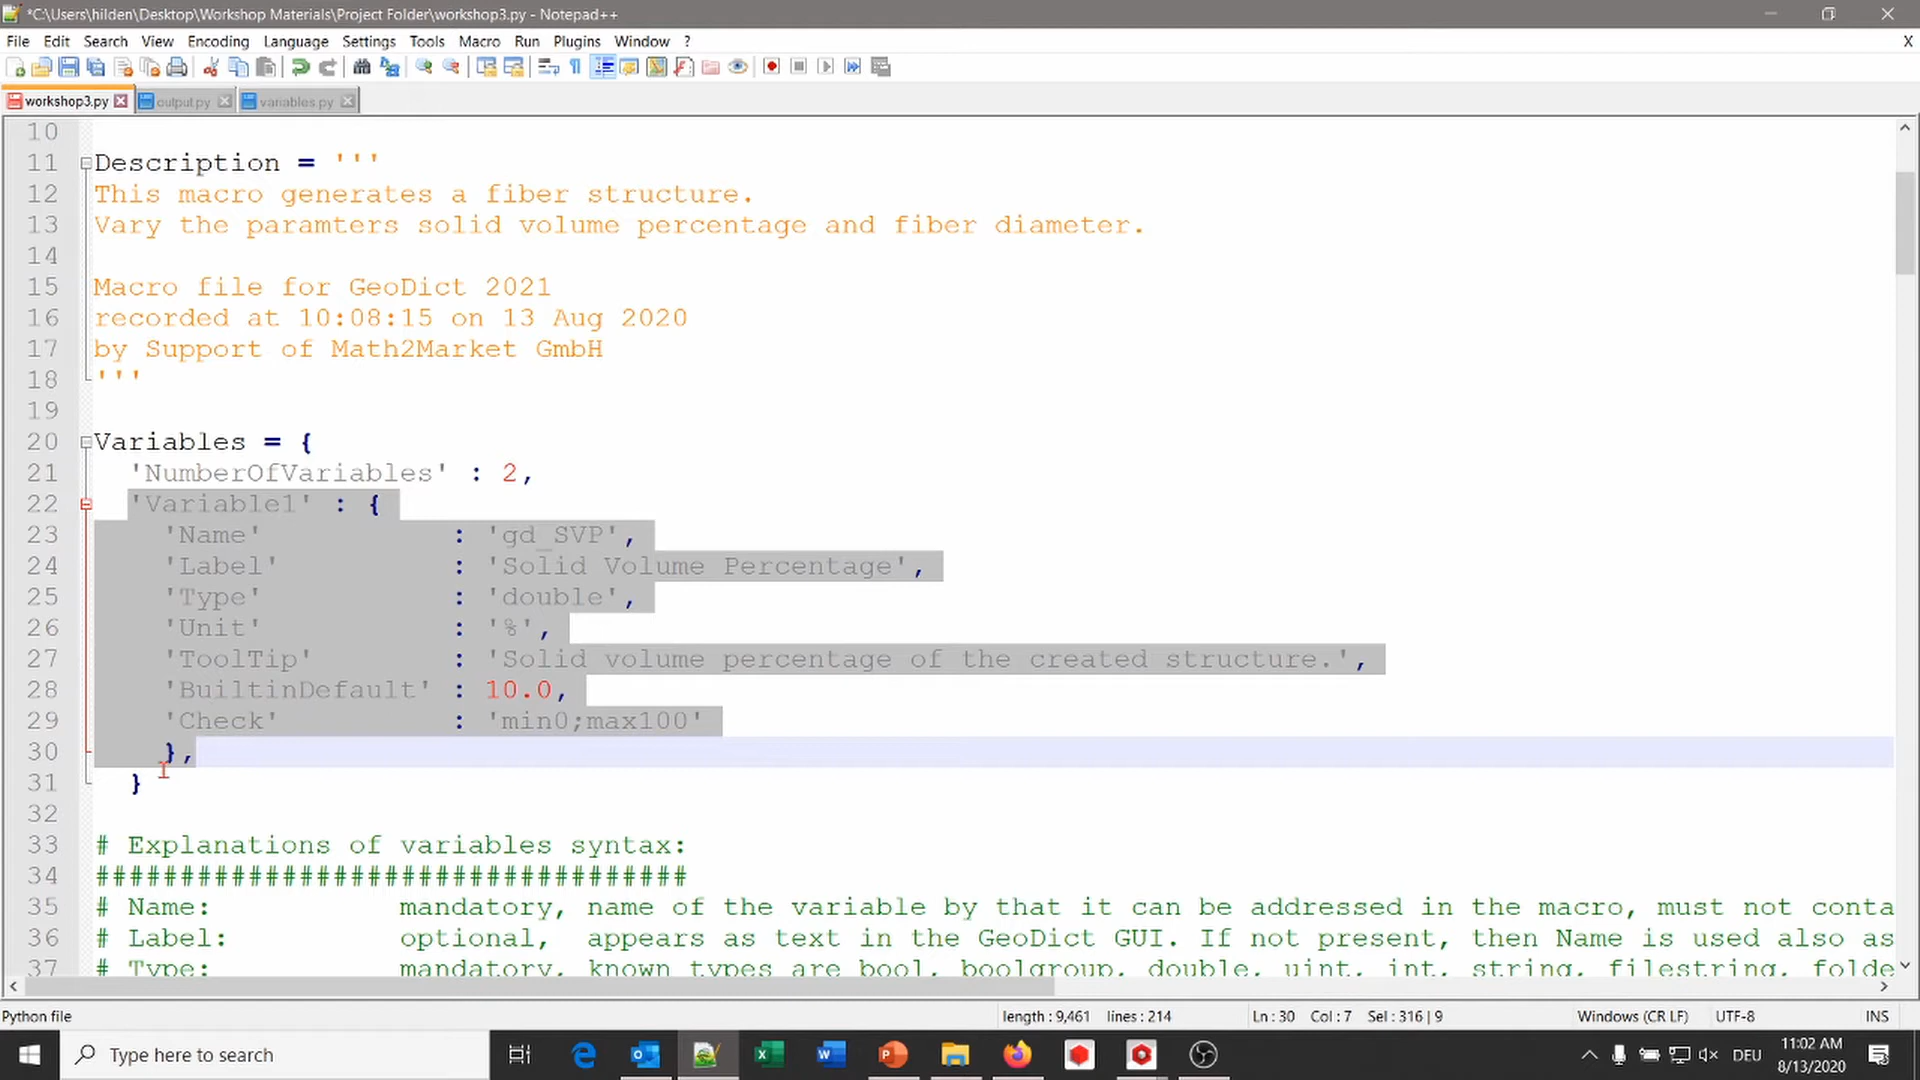 *C:\Users\hilden\Desktop\Workshop Materials\Project Folder\workshop3.py - Notepad++
File Edit Search View Encoding Language Settings Tools Macro Run Plugins Window ? X
workshop3.py output.py variables.py
10
11 Description = '''
12 This macro generates a fiber structure.
13 Vary the paramters solid volume percentage and fiber diameter.
14
15 Macro file for GeoDict 2021
16 recorded at 10:08:15 on 13 Aug 2020
17 by Support of Math2Market GmbH
18 '''
19
20 Variables = {
21 'NumberOfVariables' : 2,
22 'Variable1' : {
23 'Name' : 'gd_SVP',
24 'Label' : 'Solid Volume Percentage',
25 'Type' : 'double',
26 'Unit' : '%',
27 'ToolTip' : 'Solid volume percentage of the created structure.',
28 'BuiltinDefault' : 10.0,
29 'Check' : 'min0;max100'
30 },
31 }
32
33 # Explanations of variables syntax:
34 ###################################
35 # Name: mandatory, name of the variable by that it can be addressed in the macro, must not conta
36 # Label: optional, appears as text in the GeoDict GUI. If not present, then Name is used also as
37 # Type: mandatory, known types are bool, boolgroup, double, uint, int, string, filestring, folde
Python file length : 9,461 lines : 214 Ln : 30 Col : 7 Sel : 316 | 9 Windows (CR LF) UTF-8 INS
Type here to search DEU 11:02 AM
8/13/2020